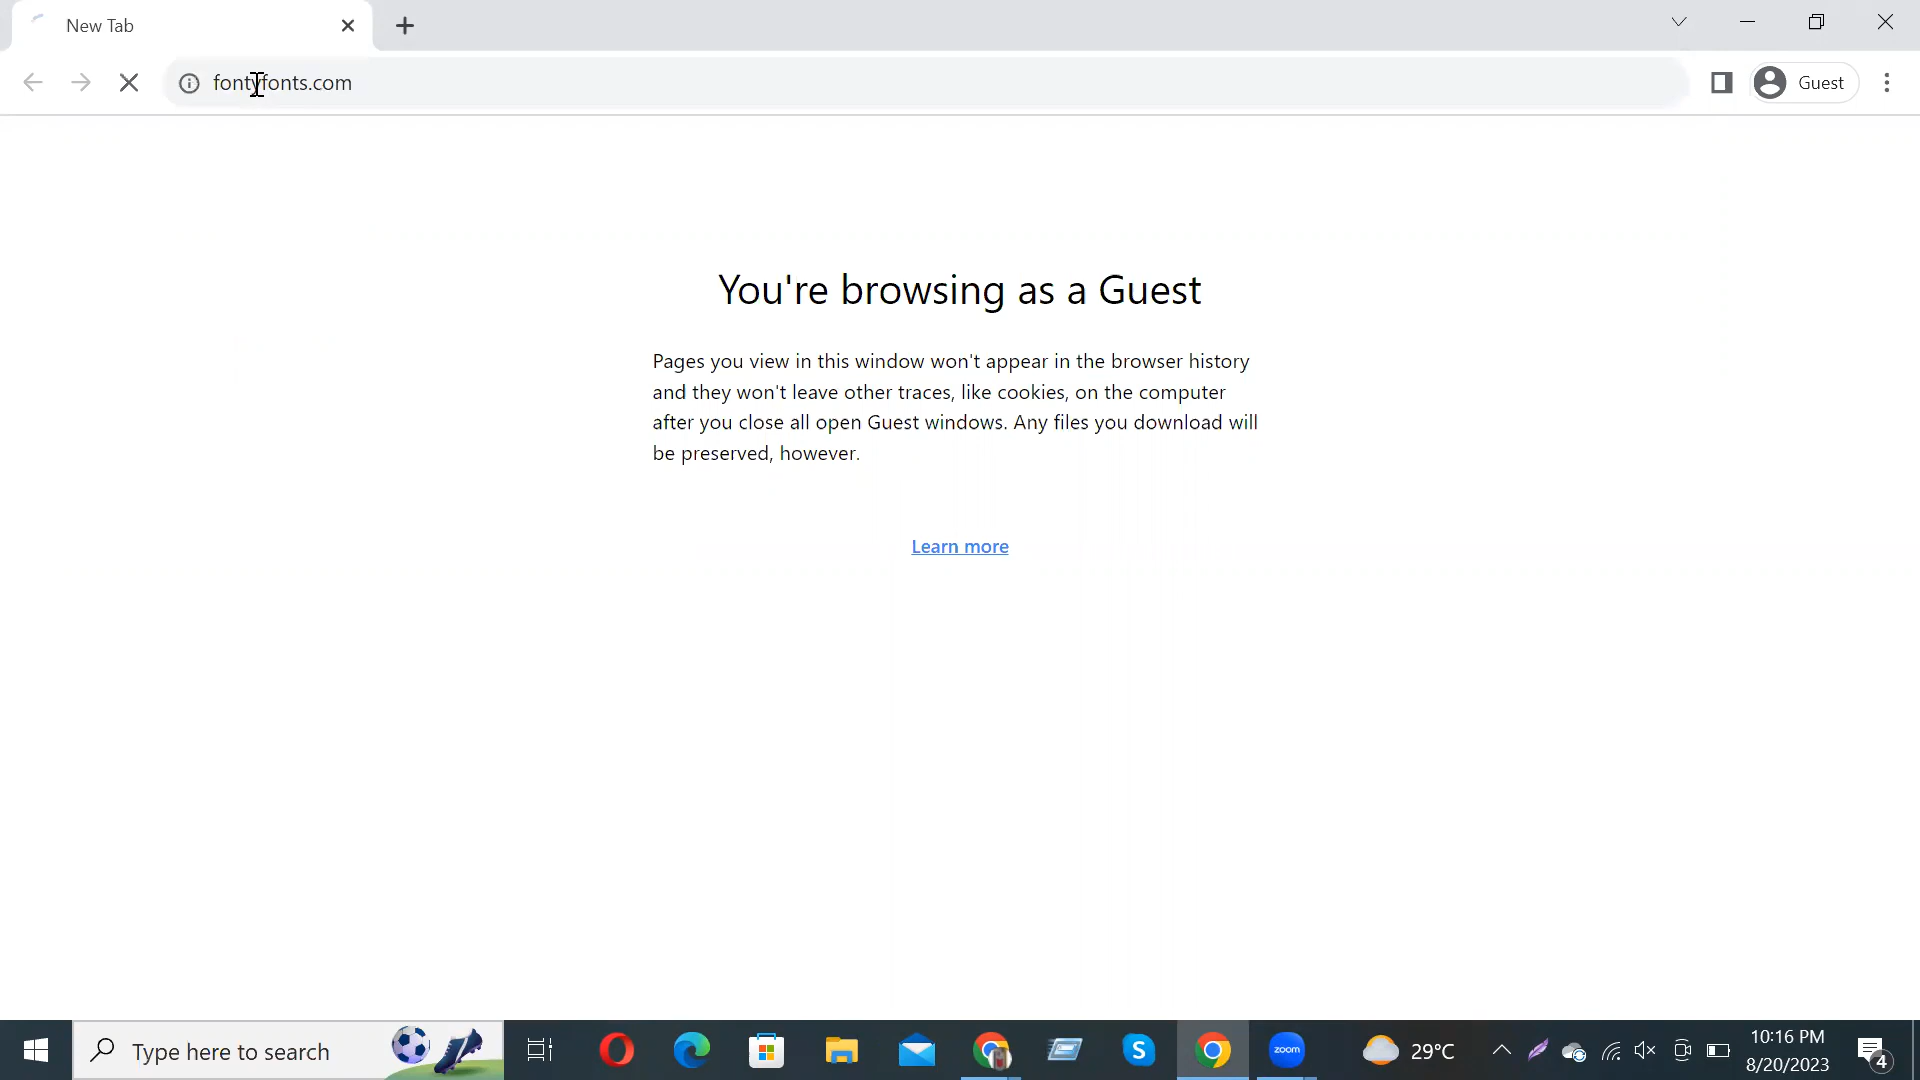 New Tab
fontyfonts.com
Guest
You're browsing as a Guest
Pages you view in this window won't appear in the browser history
and they won't leave other traces, like cookies, on the computer
after you close all open Guest windows. Any files you download will
be preserved, however.
Learn more
Type here to search
zoom
29°C
10:16 PM
8/20/2023
4